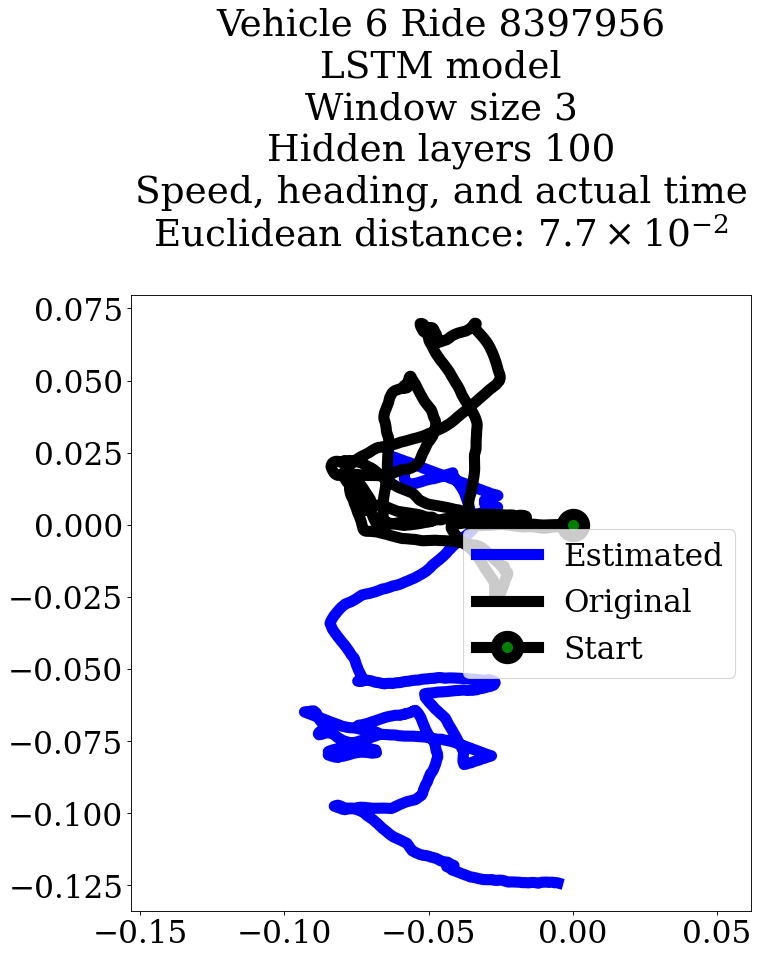 Vehicle 6 Ride 8397956
LSTM model
Window size 3
Hidden layers 100
Speed, heading, and actual time
Euclidean distance: 7.7 × 10⁻²
0.075
0.050
0.025
0.000
−0.025
−0.050
−0.075
−0.100
−0.125
Estimated
Original
Start
−0.15 −0.10 −0.05 0.00 0.05